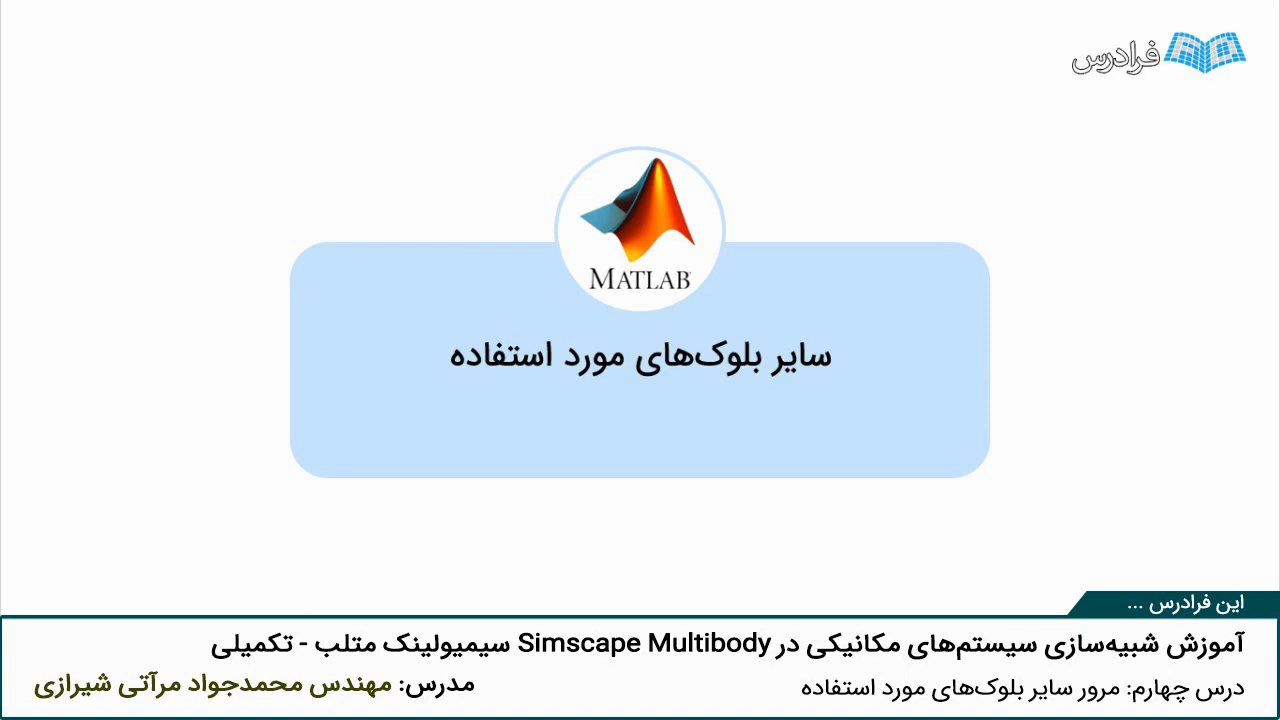 فرادرس
MATLAB
سایر بلوک‌های مورد استفاده
این فرادرس ...
آموزش شبیه‌سازی سیستم‌های مکانیکی در Simscape Multibody سیمیولینک متلب - تکمیلی
درس چهارم: مرور سایر بلوک‌های مورد استفاده
مدرس: مهندس محمدجواد مرآتی شیرازی